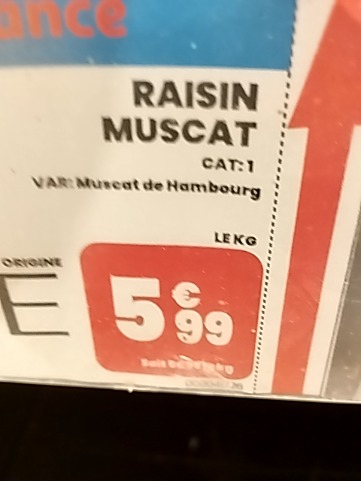 ance
RAISIN
MUSCAT
CAT:1
VAR: Muscat de Hambourg
LE KG
ORIGINE
E
5€99